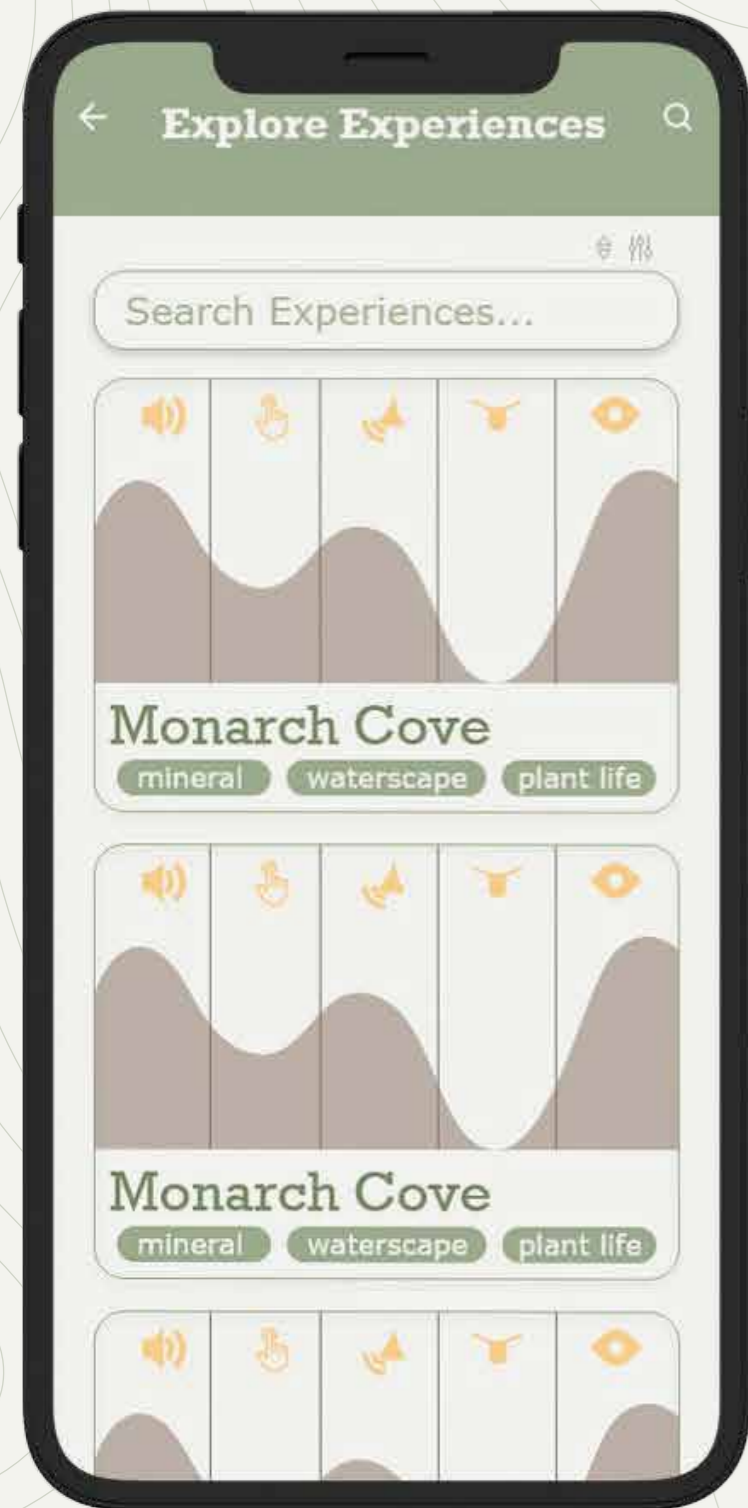 Explore Experiences
Search Experiences...
Monarch Cove
mineral waterscape plant life
Monarch Cove
mineral waterscape plant life